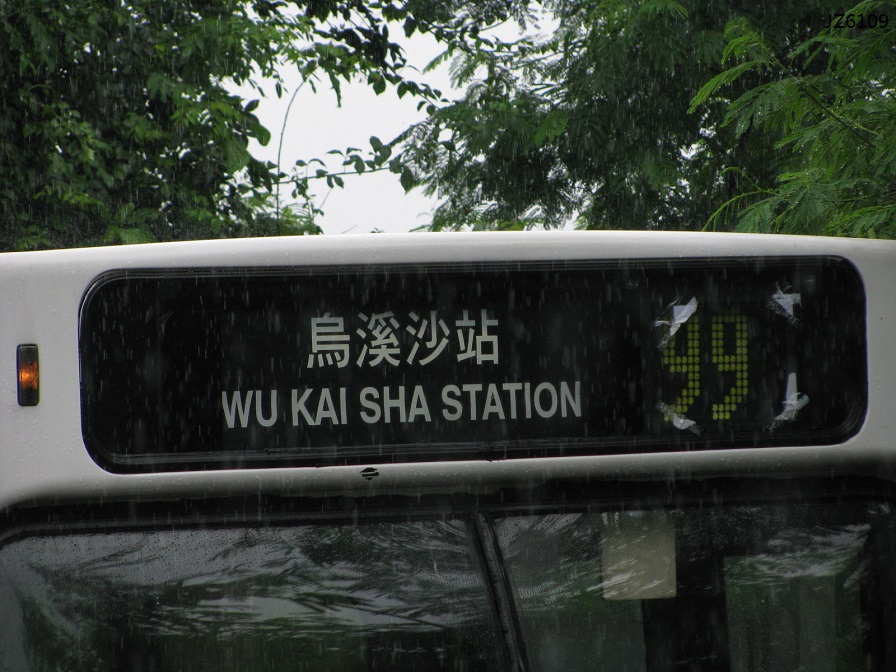 JZ6109
烏溪沙站
WU KAI SHA STATION
99